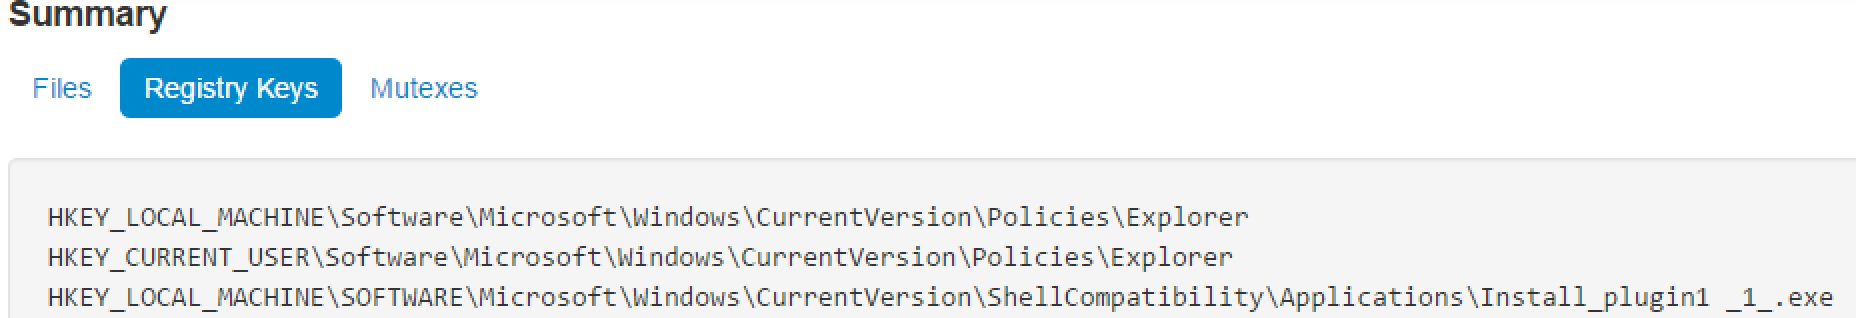 Summary
Files Registry Keys Mutexes
HKEY_LOCAL_MACHINE\Software\Microsoft\Windows\CurrentVersion\Policies\Explorer
HKEY_CURRENT_USER\Software\Microsoft\Windows\CurrentVersion\Policies\Explorer
HKEY_LOCAL_MACHINE\SOFTWARE\Microsoft\Windows\CurrentVersion\ShellCompatibility\Applications\Install_plugin1 _1_.exe